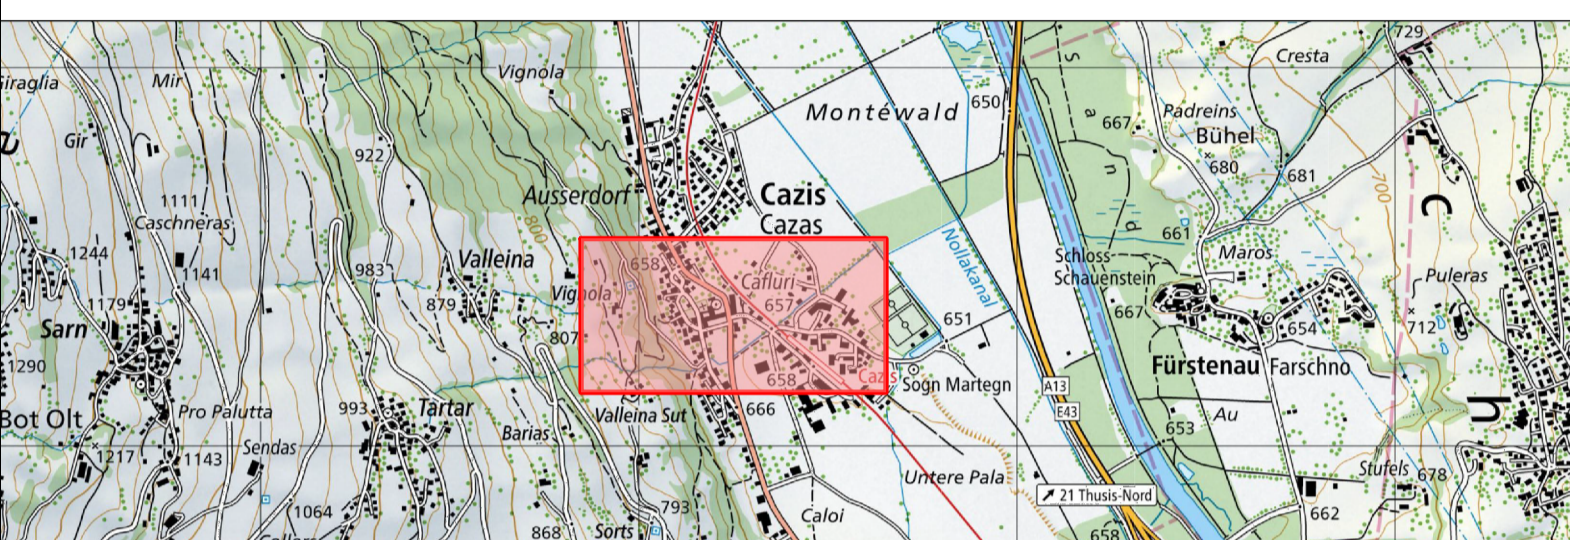 729
Cresta
Vignola
Mir
Giraglia
650
Montéwald
S
a
n
d
667
Padreins
Bühel
680
681
700
Gir
922
1111
Caschneras
Ausserdorf
800
Cazis
Cazas
661
Maros
C
1244
1141
983
Valleina
658
Cafluri
657
Nollakanal
Schloss
Schauenstein
667
Puleras
1179
879
Vignola
807
651
654
712
Sarn
1290
658
Cazis
Sogn Martegn
Fürstenau
Farschno
A13
E43
Bot Olt
Pro Palutta
993
Tartar
Valleina Sut
666
Au
h
1217
1143
Sendas
Barias
653
Untere Pala
Stufels
678
21 Thusis-Nord
1064
868
Sorts
793
Caloi
658
662